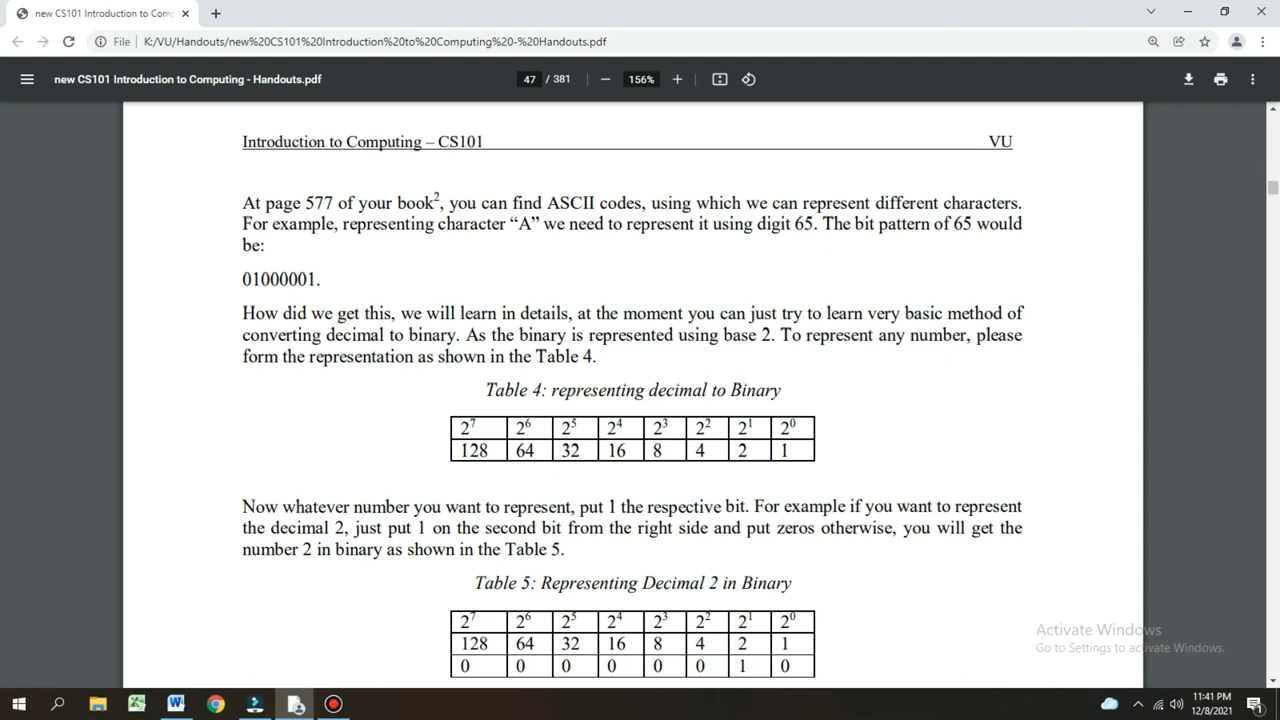 new CS101 Introduction to Comp
File K:/VU/Handouts/new%20CS101%20Introduction%20to%20Computing%20-%20Handouts.pdf
new CS101 Introduction to Computing - Handouts.pdf 47 / 381 156%
Introduction to Computing – CS101 VU
At page 577 of your book², you can find ASCII codes, using which we can represent different characters.
For example, representing character “A” we need to represent it using digit 65. The bit pattern of 65 would
be:
01000001.
How did we get this, we will learn in details, at the moment you can just try to learn very basic method of
converting decimal to binary. As the binary is represented using base 2. To represent any number, please
form the representation as shown in the Table 4.
Table 4: representing decimal to Binary
2⁷ 2⁶ 2⁵ 2⁴ 2³ 2² 2¹ 2⁰
128 64 32 16 8 4 2 1
Now whatever number you want to represent, put 1 the respective bit. For example if you want to represent
the decimal 2, just put 1 on the second bit from the right side and put zeros otherwise, you will get the
number 2 in binary as shown in the Table 5.
Table 5: Representing Decimal 2 in Binary
2⁷ 2⁶ 2⁵ 2⁴ 2³ 2² 2¹ 2⁰
128 64 32 16 8 4 2 1
0 0 0 0 0 0 1 0
Activate Windows
Go to Settings to activate Windows.
11:41 PM
12/8/2021